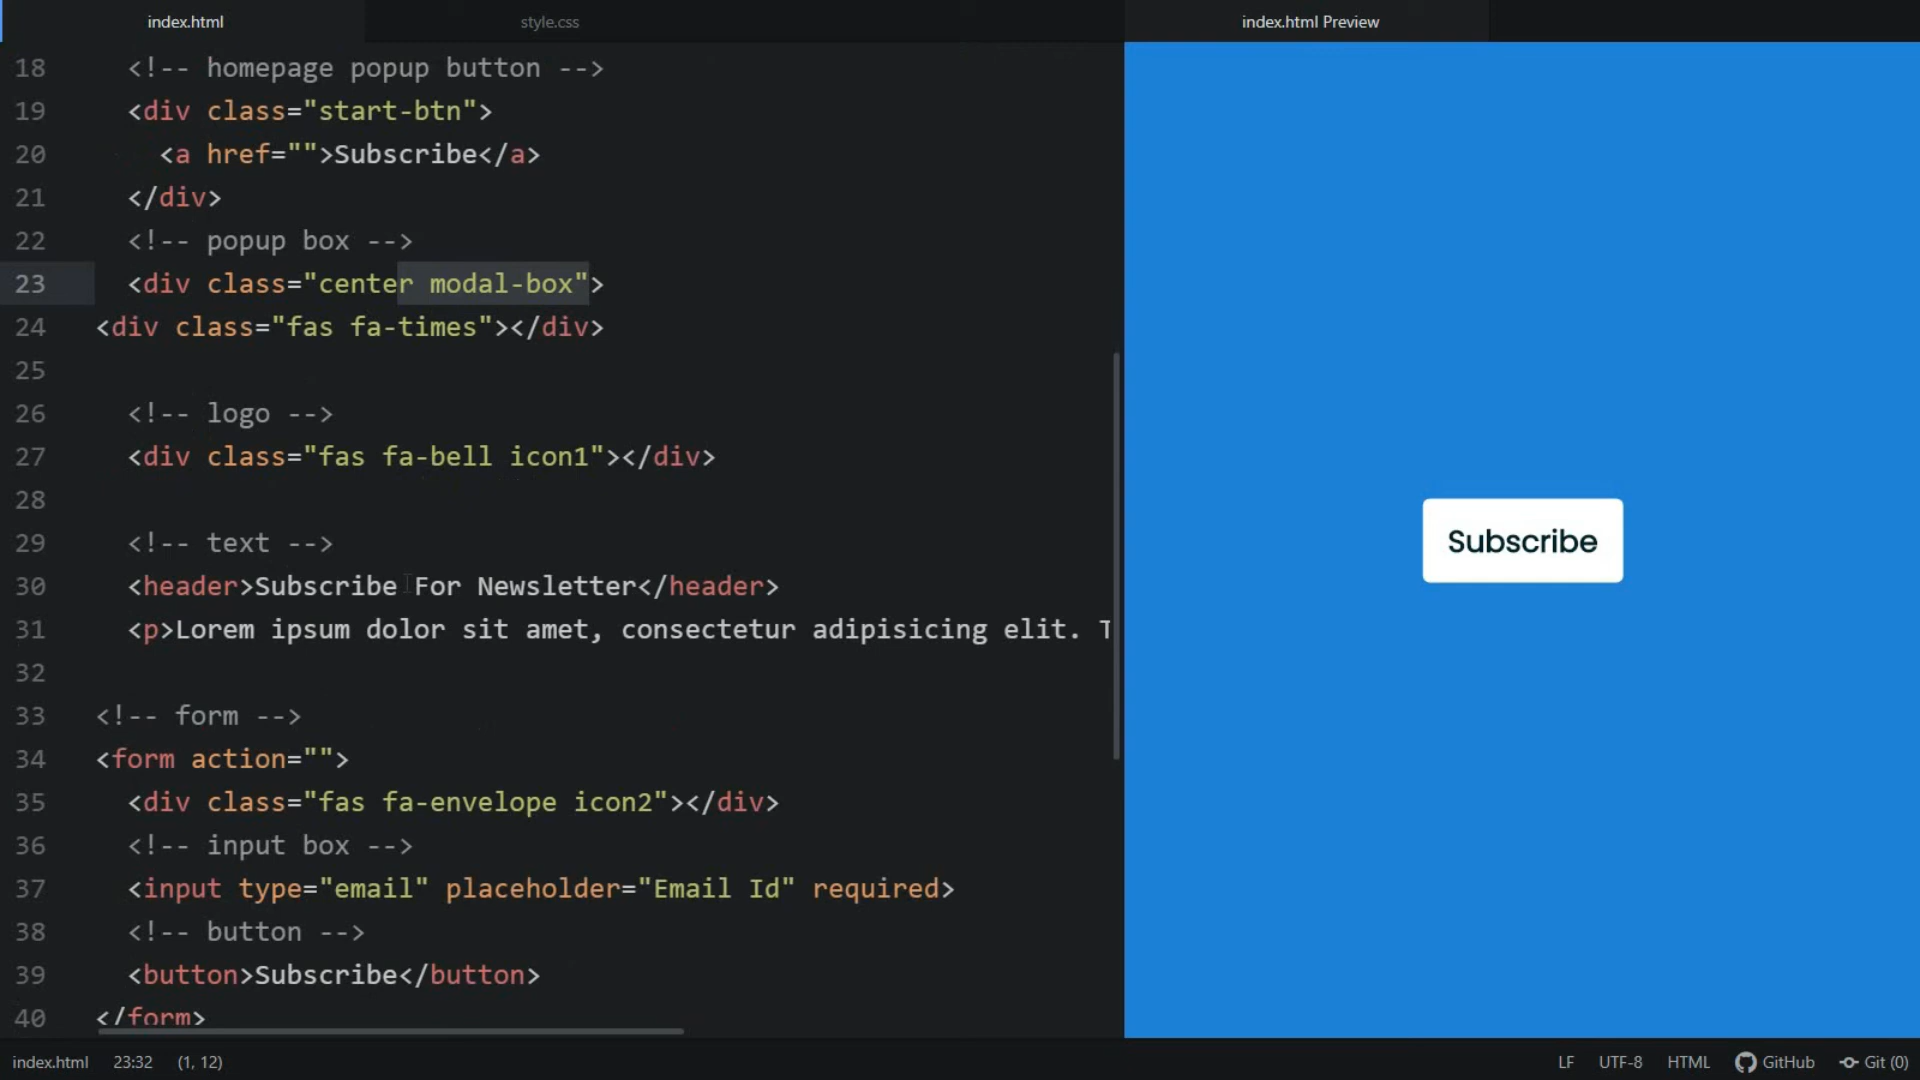 index.html
style.css
index.html Preview
18 <!-- homepage popup button -->
19 <div class="start-btn">
20 <a href="">Subscribe</a>
21 </div>
22 <!-- popup box -->
23 <div class="center modal-box">
24 <div class="fas fa-times"></div>
25
26 <!-- logo -->
27 <div class="fas fa-bell icon1"></div>
28
29 <!-- text -->
30 <header>Subscribe For Newsletter</header>
31 <p>Lorem ipsum dolor sit amet, consectetur adipisicing elit. T
32
33 <!-- form -->
34 <form action="">
35 <div class="fas fa-envelope icon2"></div>
36 <!-- input box -->
37 <input type="email" placeholder="Email Id" required>
38 <!-- button -->
39 <button>Subscribe</button>
40 </form>
Subscribe
index.html 23:32 (1, 12)
LF UTF-8 HTML GitHub Git (0)